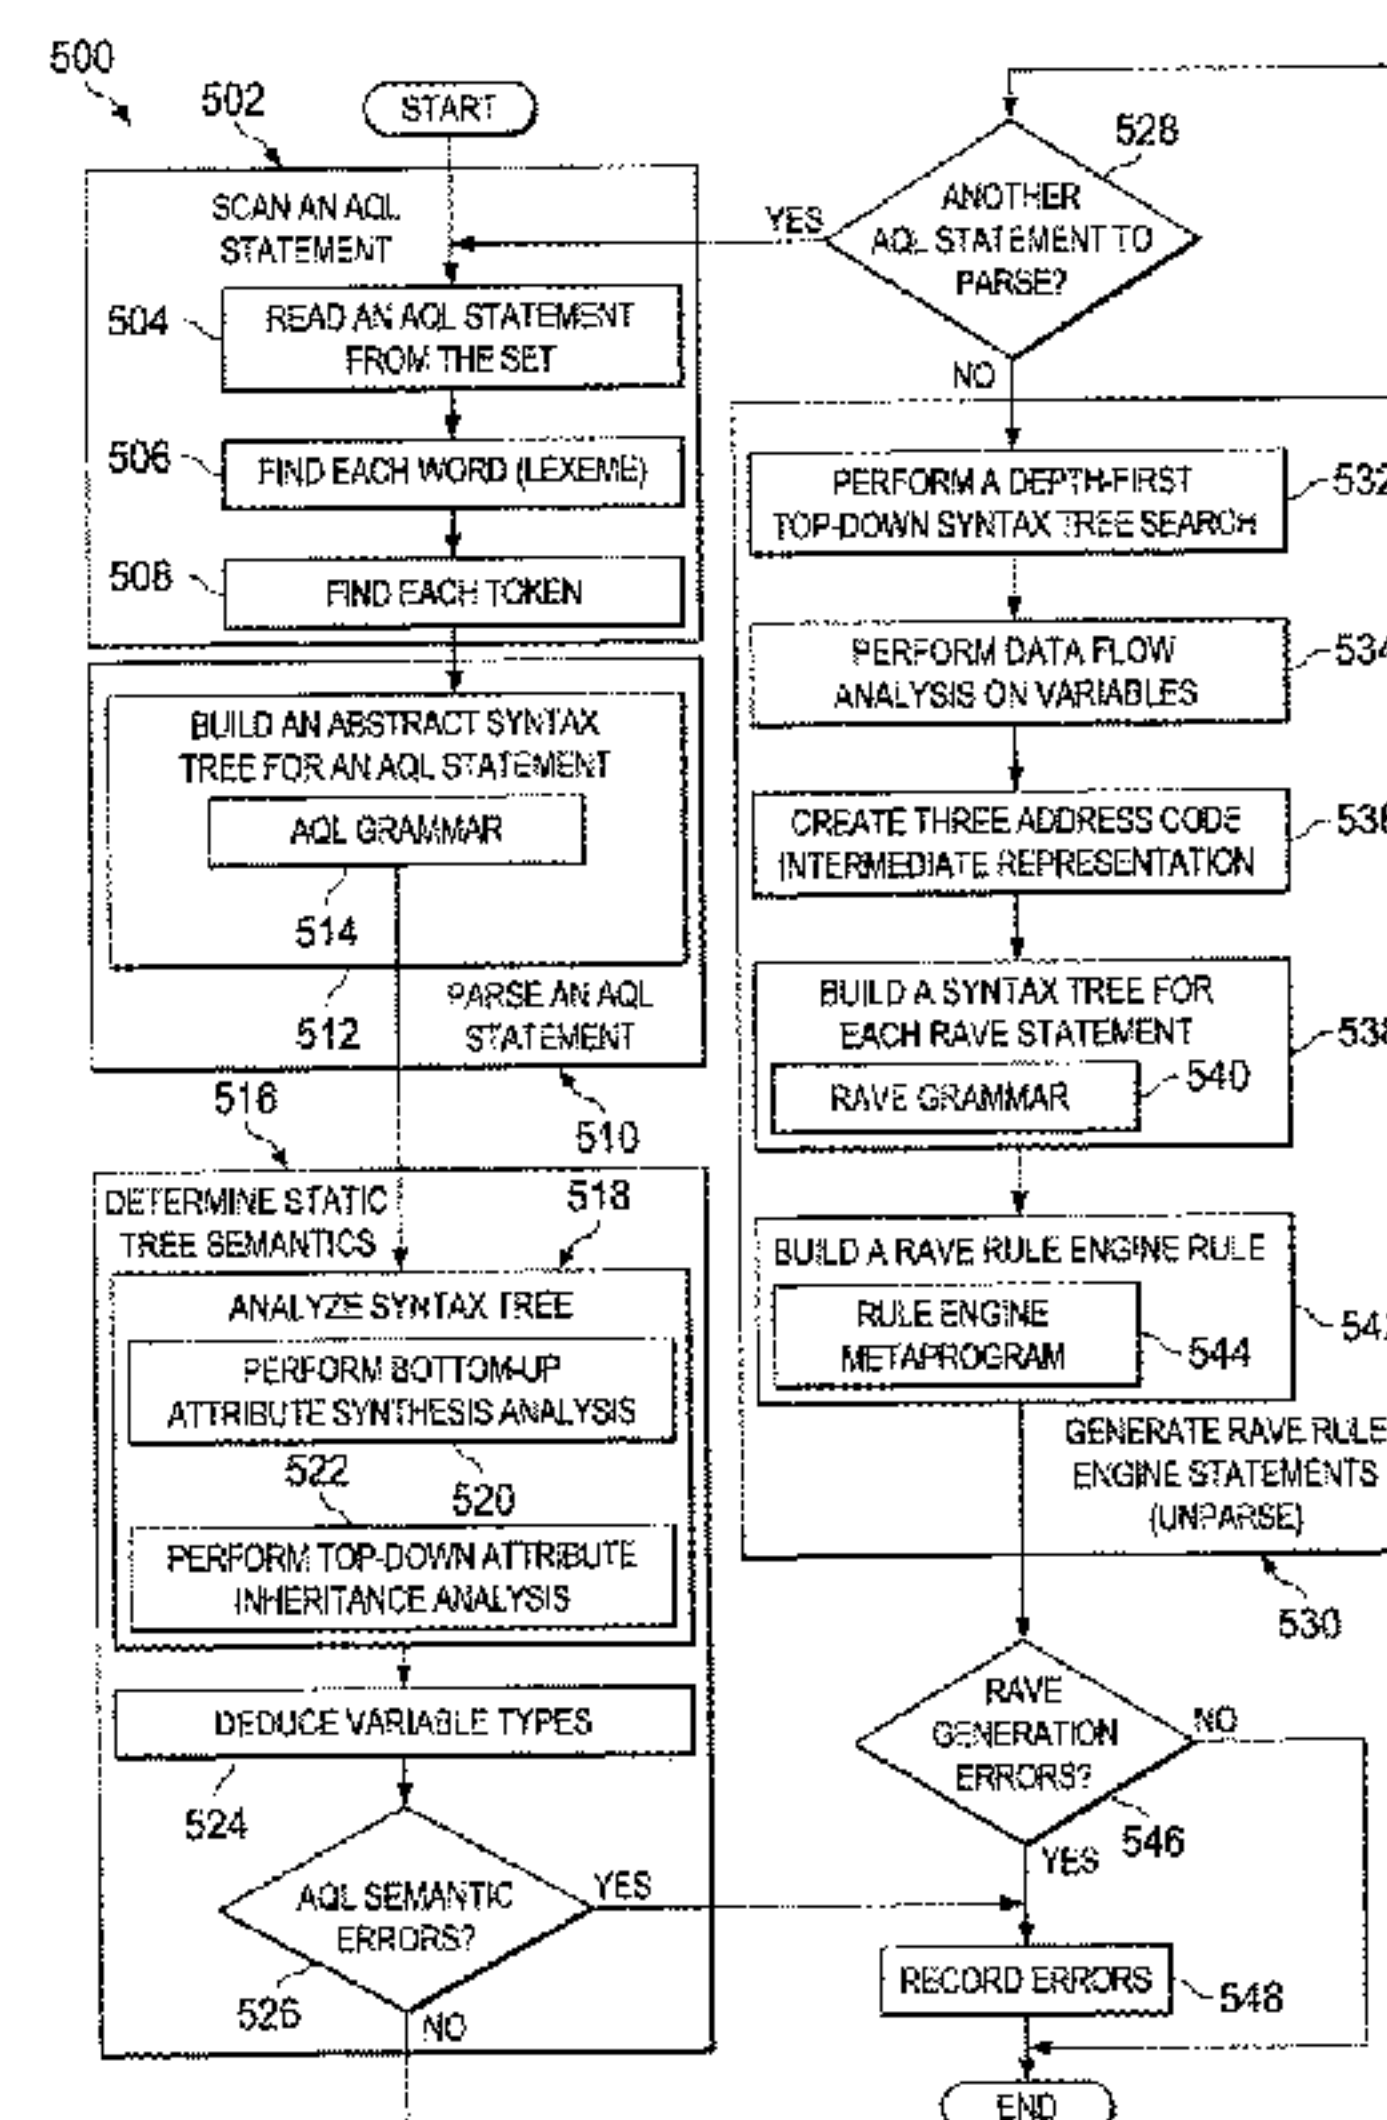 500
502
START
SCAN AN AQL
STATEMENT
504
READ AN AQL STATEMENT
FROM THE SET
506
FIND EACH WORD (LEXEME)
508
FIND EACH TOKEN
BUILD AN ABSTRACT SYNTAX
TREE FOR AN AQL STATEMENT
AQL GRAMMAR
514
512
PARSE AN AQL
STATEMENT
510
516
DETERMINE STATIC
TREE SEMANTICS
518
ANALYZE SYNTAX TREE
PERFORM BOTTOM-UP
ATTRIBUTE SYNTHESIS ANALYSIS
522
520
PERFORM TOP-DOWN ATTRIBUTE
INHERITANCE ANALYSIS
DEDUCE VARIABLE TYPES
524
AQL SEMANTIC
ERRORS?
YES
526
NO
528
ANOTHER
AQL STATEMENT TO
PARSE?
YES
NO
PERFORM A DEPTH-FIRST
TOP-DOWN SYNTAX TREE SEARCH
532
PERFORM DATA FLOW
ANALYSIS ON VARIABLES
534
CREATE THREE ADDRESS CODE
INTERMEDIATE REPRESENTATION
536
BUILD A SYNTAX TREE FOR
EACH RAVE STATEMENT
538
RAVE GRAMMAR
540
BUILD A RAVE RULE ENGINE RULE
RULE ENGINE
METAPROGRAM
544
GENERATE RAVE RULE
ENGINE STATEMENTS
(UNPARSE)
530
RAVE
GENERATION
ERRORS?
NO
546
YES
RECORD ERRORS
548
END